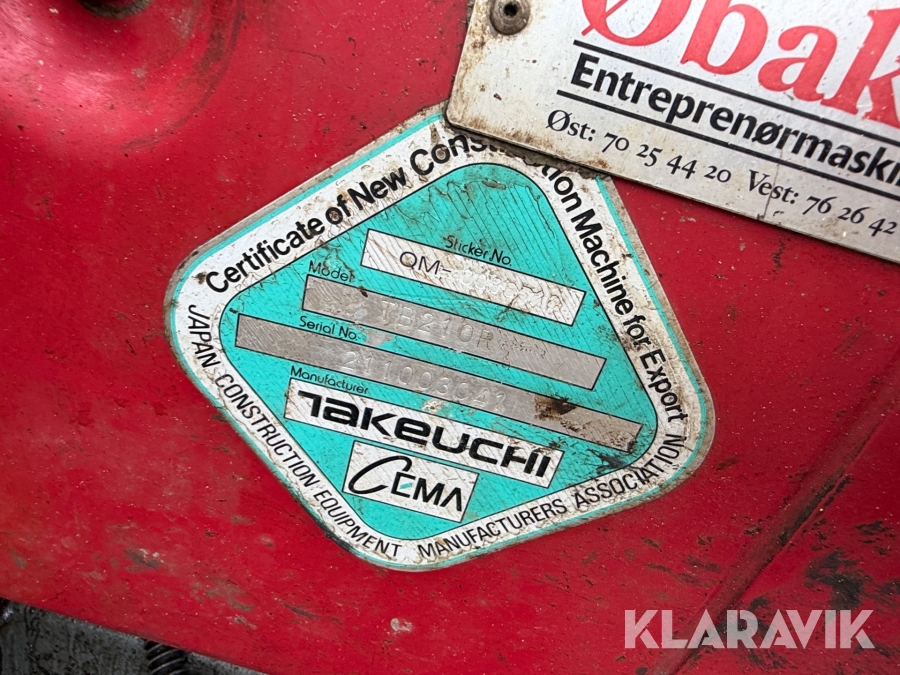 Øbak
Entreprenørmaski
Øst: 70 25 44 20 Vest: 76 26 42
Certificate of New Construction Machine for Export
Sticker No.
QM-
Model
TB210R
Serial No.
Manufacturer
TAKEUCHI
CEMA
JAPAN CONSTRUCTION EQUIPMENT MANUFACTURERS ASSOCIATION
KLARAVIK